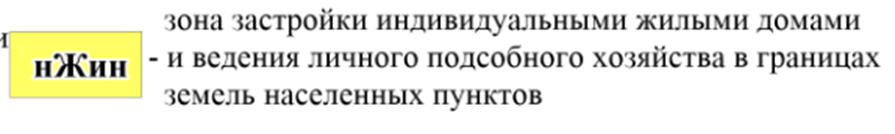 зона застройки индивидуальными жилыми домами
нЖин - и ведения личного подсобного хозяйства в границах
земель населенных пунктов